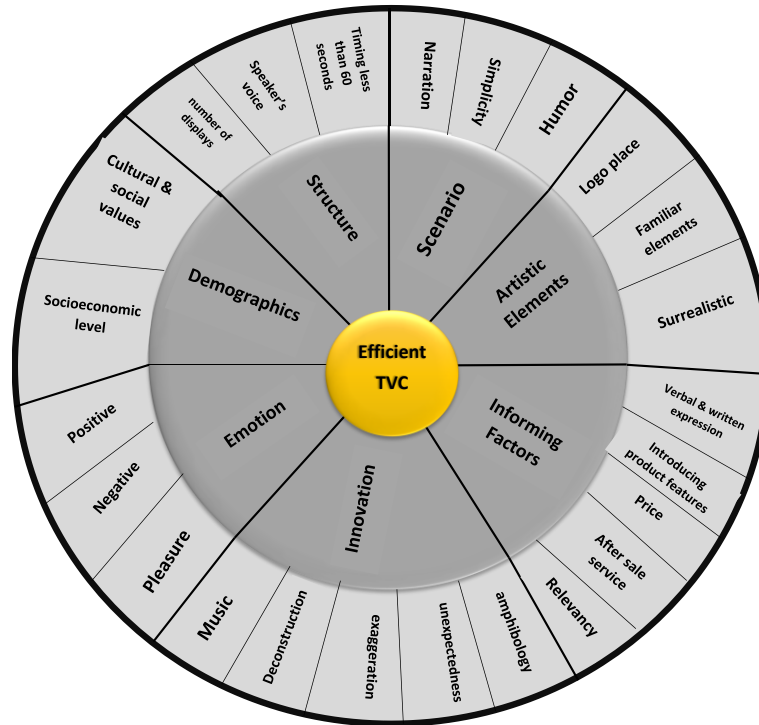 Efficient
TVC
Scenario
Narration
Simplicity
Humor
Artistic
Elements
Logo place
Familiar
elements
Surrealistic
Informing
Factors
Verbal & written
expression
Introducing
product features
Price
After sale
service
Relevancy
Innovation
amphibology
unexpectedness
exaggeration
Deconstruction
Music
Emotion
Pleasure
Negative
Positive
Demographics
Socioeconomic
level
Cultural &
social
values
Structure
number of
displays
Speaker's
voice
Timing less
than 60
seconds